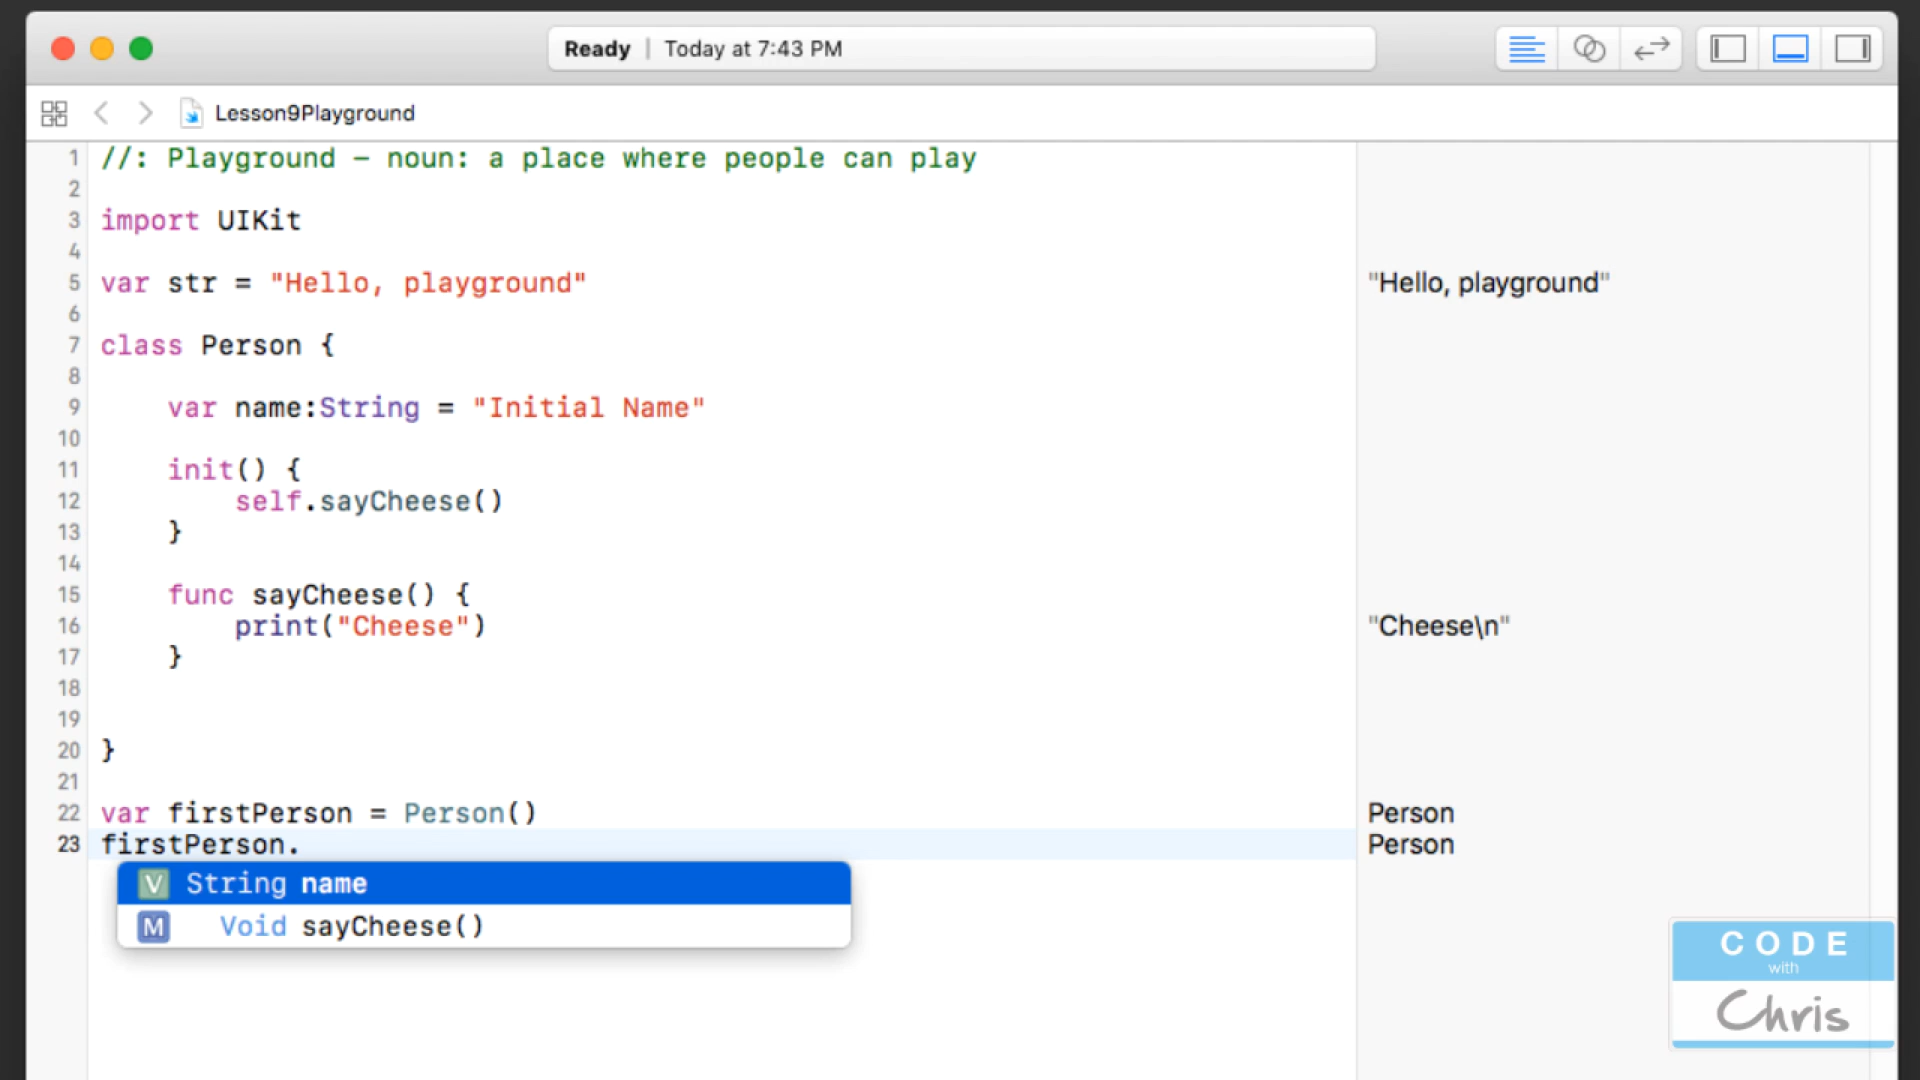 Ready | Today at 7:43 PM
Lesson9Playground
1 //: Playground – noun: a place where people can play
2
3 import UIKit
4
5 var str = "Hello, playground" "Hello, playground"
6
7 class Person {
8
9 var name:String = "Initial Name"
10
11 init() {
12 self.sayCheese()
13 }
14
15 func sayCheese() {
16 print("Cheese") "Cheese\n"
17 }
18
19
20 }
21
22 var firstPerson = Person() Person
23 firstPerson. Person
V String name
M Void sayCheese()
CODE
with
Chris